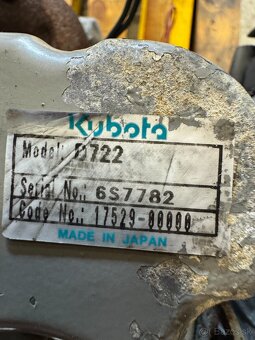 Kubota
Model: D722
Serial No.: 6S7782
Code No.: 17529-00000
MADE IN JAPAN